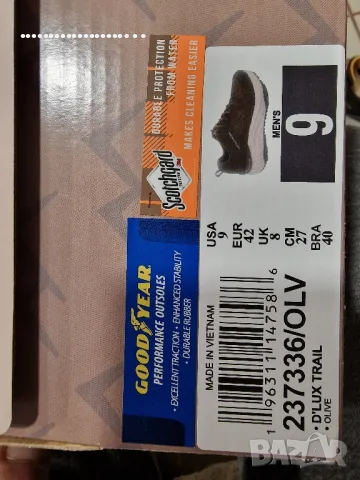 DURABLE PROTECTION
FROM WATER
MAKES CLEANING EASIER
Scotchgard
GOODYEAR
PERFORMANCE OUTSOLES
• EXCELLENT TRACTION • ENHANCED STABILITY
• DURABLE RUBBER
MEN'S
9
USA 9
EUR 42
UK 8
CM 27
BRA 40
MADE IN VIETNAM
1 96311 14758 6
237336/OLV
• D'LUX TRAIL
• OLIVE
BAZAR